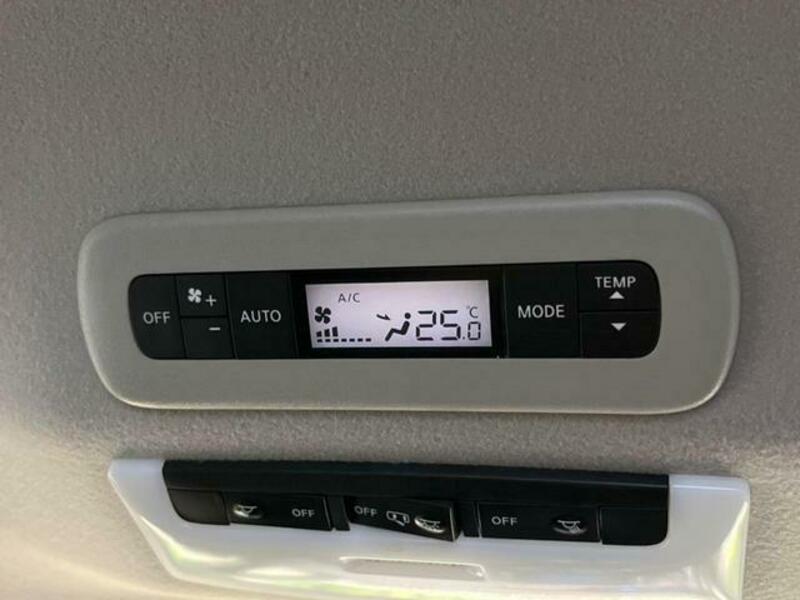 OFF
+
-
AUTO
A/C
25.0 °C
MODE
TEMP
OFF
OFF
OFF